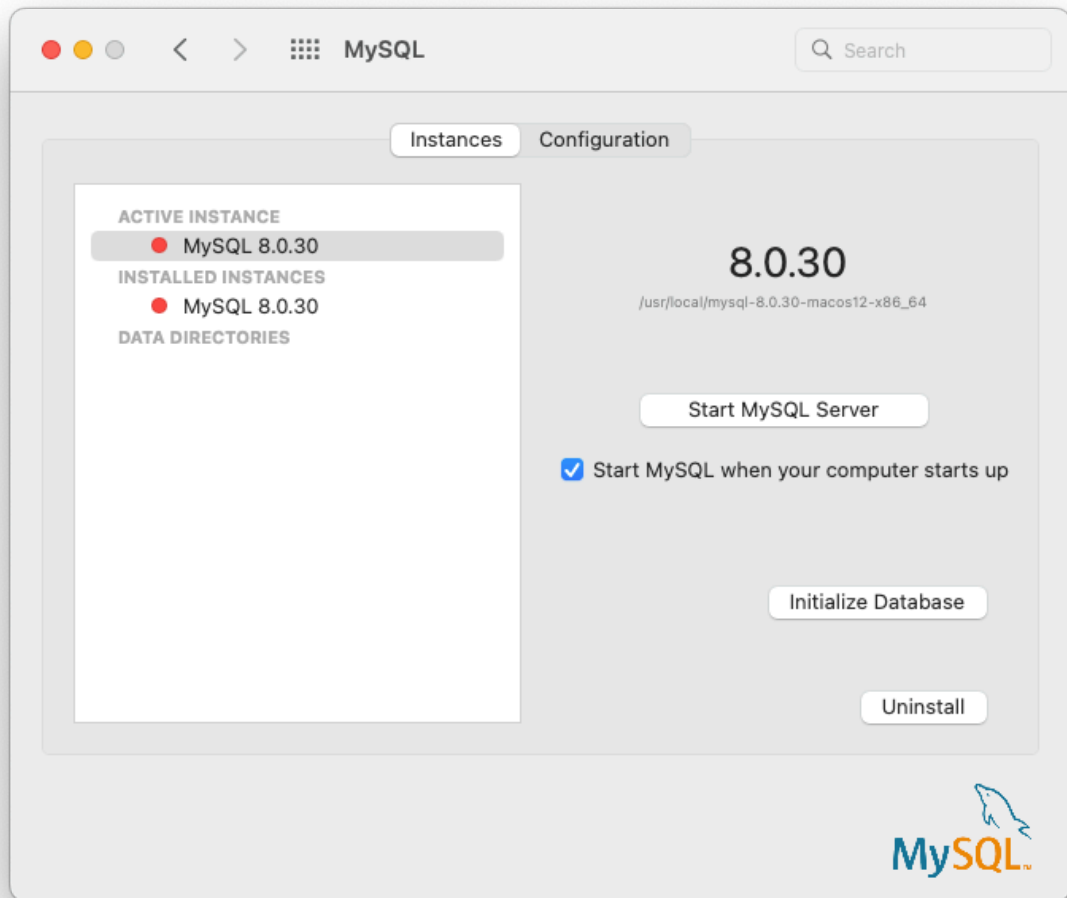 MySQL
Search
Instances Configuration
ACTIVE INSTANCE
MySQL 8.0.30
INSTALLED INSTANCES
MySQL 8.0.30
DATA DIRECTORIES
8.0.30
/usr/local/mysql-8.0.30-macos12-x86_64
Start MySQL Server
Start MySQL when your computer starts up
Initialize Database
Uninstall
MySQL™